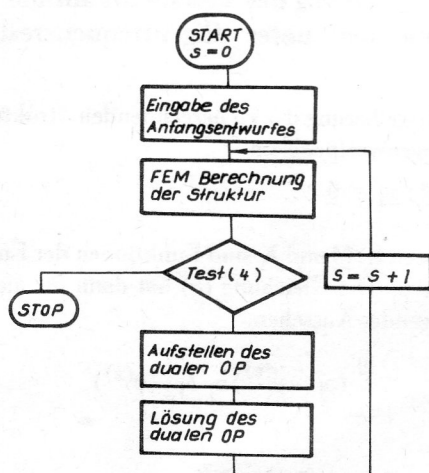 START
s=0
Eingabe des
Anfangsentwurfes
FEM Berechnung
der Struktur
Test(4)
STOP
s = s + 1
Aufstellen des
dualen OP
Lösung des
dualen OP